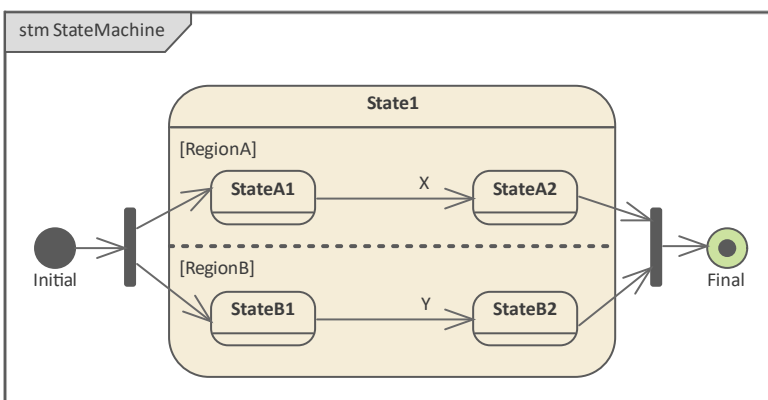 stm StateMachine
State1
[RegionA]
StateA1
X
StateA2
Initial
[RegionB]
StateB1
Y
StateB2
Final